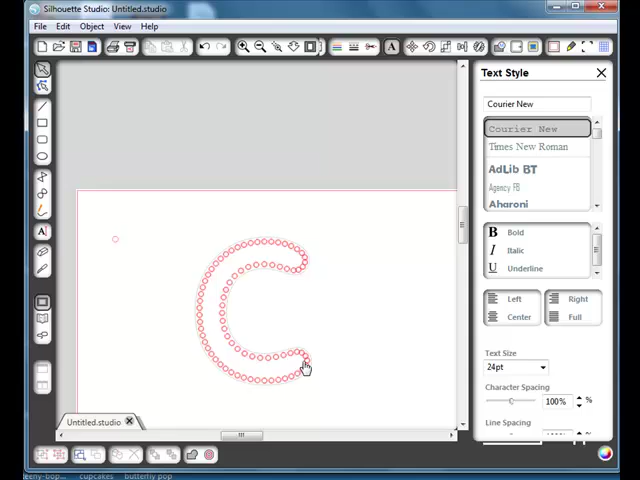 Silhouette Studio: Untitled.studio
File Edit Object View Help
Text Style
Courier New
Courier New
Times New Roman
AdLib BT
Agency FB
Aharoni
B Bold
I Italic
U Underline
Left Right
Center Full
Text Size
24pt
Character Spacing
100% %
Line Spacing
Untitled.studio
cupcakes butterfly pop